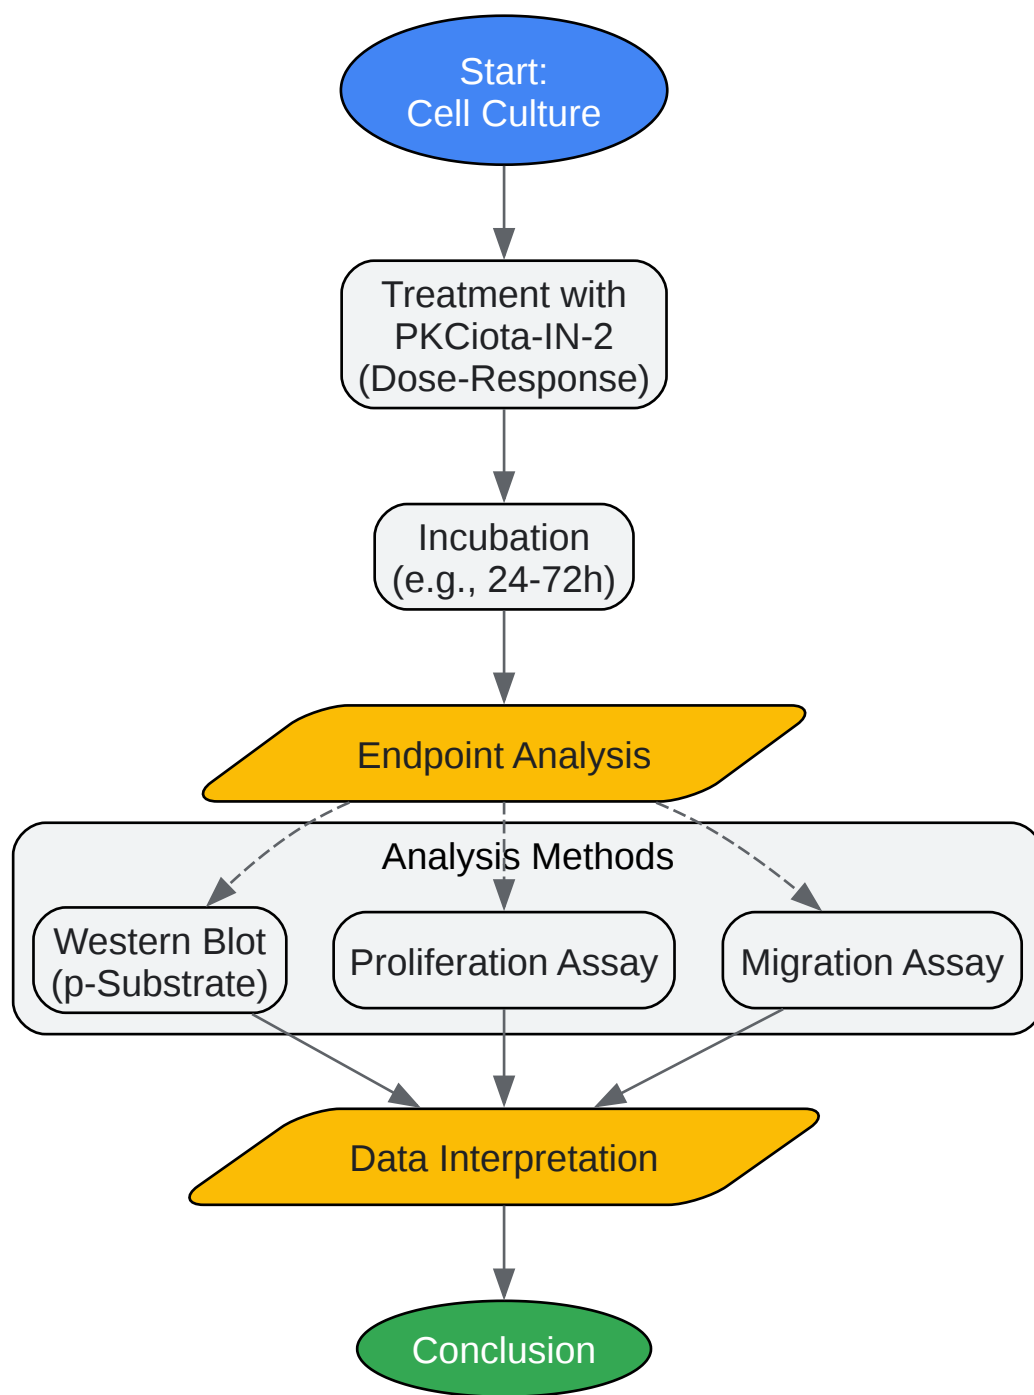 Start:
Cell Culture
Treatment with
PKCiota-IN-2
(Dose-Response)
Incubation
(e.g., 24-72h)
Endpoint Analysis
Analysis Methods
Western Blot
(p-Substrate)
Proliferation Assay
Migration Assay
Data Interpretation
Conclusion